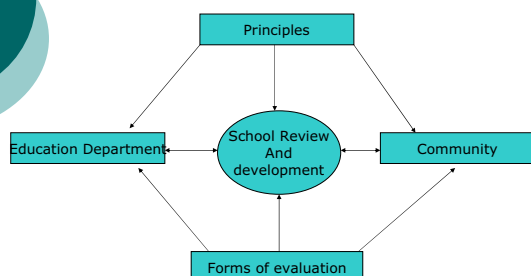 Principles
Education Department
School Review
And
development
Community
Forms of evaluation